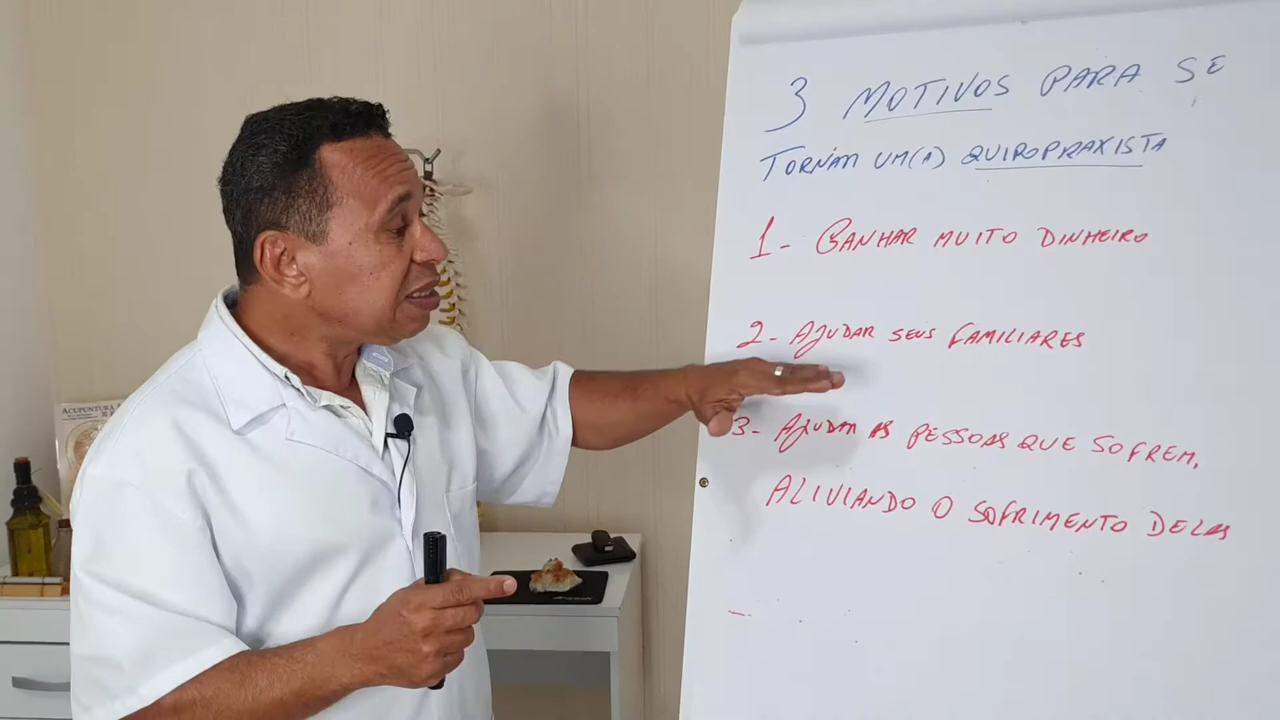 3 MOTIVOS PARA SE
TORNAR UM(A) QUIROPRAXISTA
1- GANHAR MUITO DINHEIRO
2- AJUDAR SEUS FAMILIARES
3- AJUDAR AS PESSOAS QUE SOFREM,
ALIVIANDO O SOFRIMENTO DELAS
ACUPUNTURA